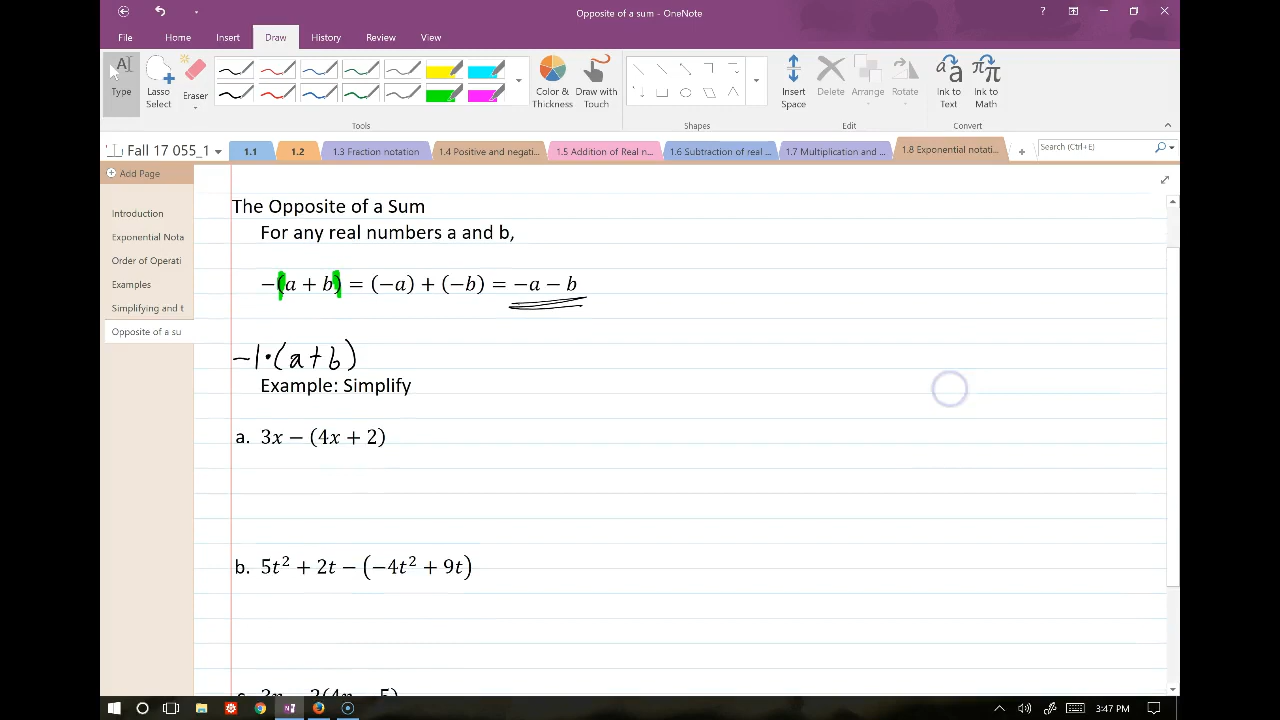 Opposite of a sum - OneNote
?
File Home Insert Draw History Review View
Type
Lasso Select
Eraser
Color & Thickness
Draw with Touch
Insert Space
Delete
Arrange
Rotate
Ink to Text
Ink to Math
Tools Shapes Edit Convert
Fall 17 055_1 1.1 1.2 1.3 Fraction notation 1.4 Positive and negati... 1.5 Addition of Real n... 1.6 Subtraction of real ... 1.7 Multiplication and ... 1.8 Exponential notati... Search (Ctrl+E)
Add Page
Introduction
Exponential Nota
Order of Operati
Examples
Simplifying and t
Opposite of a su
The Opposite of a Sum
For any real numbers a and b,
−(a + b) = (−a) + (−b) = −a − b
−1•(a+b)
Example: Simplify
a. 3x − (4x + 2)
b. 5t² + 2t − (−4t² + 9t)
3:47 PM